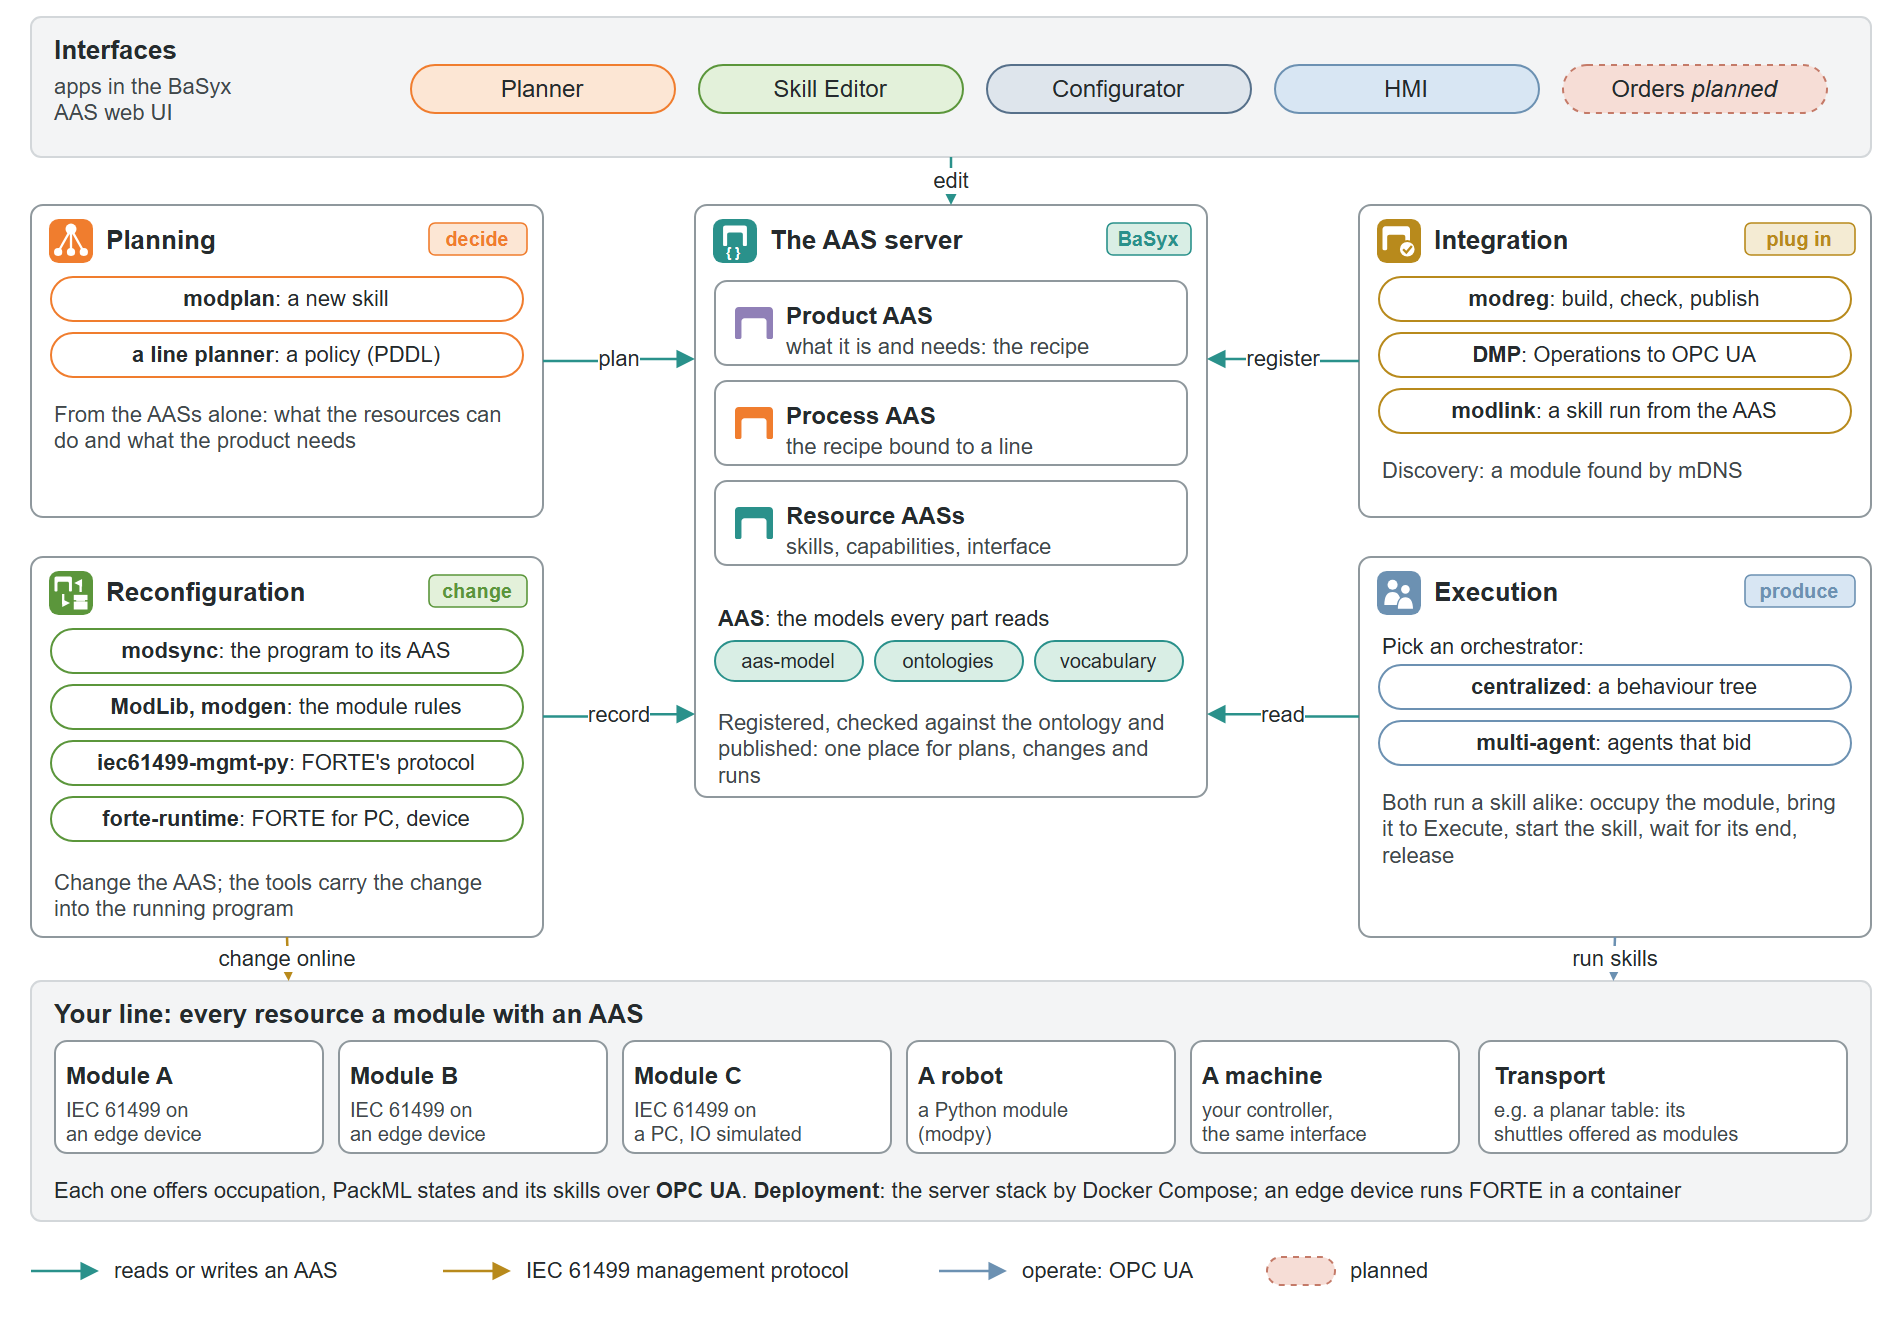 Interfaces
apps in the BaSyx
AAS web UI
Planner
Skill Editor
Configurator
HMI
Orders planned
edit
Planning
decide
modplan: a new skill
a line planner: a policy (PDDL)
From the AASs alone: what the resources can
do and what the product needs
plan
The AAS server
BaSyx
{ }
Product AAS
what it is and needs: the recipe
Process AAS
the recipe bound to a line
Resource AASs
skills, capabilities, interface
AAS: the models every part reads
aas-model
ontologies
vocabulary
Registered, checked against the ontology and
published: one place for plans, changes and
runs
Integration
plug in
modreg: build, check, publish
DMP: Operations to OPC UA
modlink: a skill run from the AAS
Discovery: a module found by mDNS
register
Reconfiguration
change
modsync: the program to its AAS
ModLib, modgen: the module rules
iec61499-mgmt-py: FORTE's protocol
forte-runtime: FORTE for PC, device
Change the AAS; the tools carry the change
into the running program
record
Execution
produce
Pick an orchestrator:
centralized: a behaviour tree
multi-agent: agents that bid
Both run a skill alike: occupy the module, bring
it to Execute, start the skill, wait for its end,
release
read
change online
run skills
Your line: every resource a module with an AAS
Module A
IEC 61499 on
an edge device
Module B
IEC 61499 on
an edge device
Module C
IEC 61499 on
a PC, IO simulated
A robot
a Python module
(modpy)
A machine
your controller,
the same interface
Transport
e.g. a planar table: its
shuttles offered as modules
Each one offers occupation, PackML states and its skills over OPC UA. Deployment: the server stack by Docker Compose; an edge device runs FORTE in a container
reads or writes an AAS
IEC 61499 management protocol
operate: OPC UA
planned